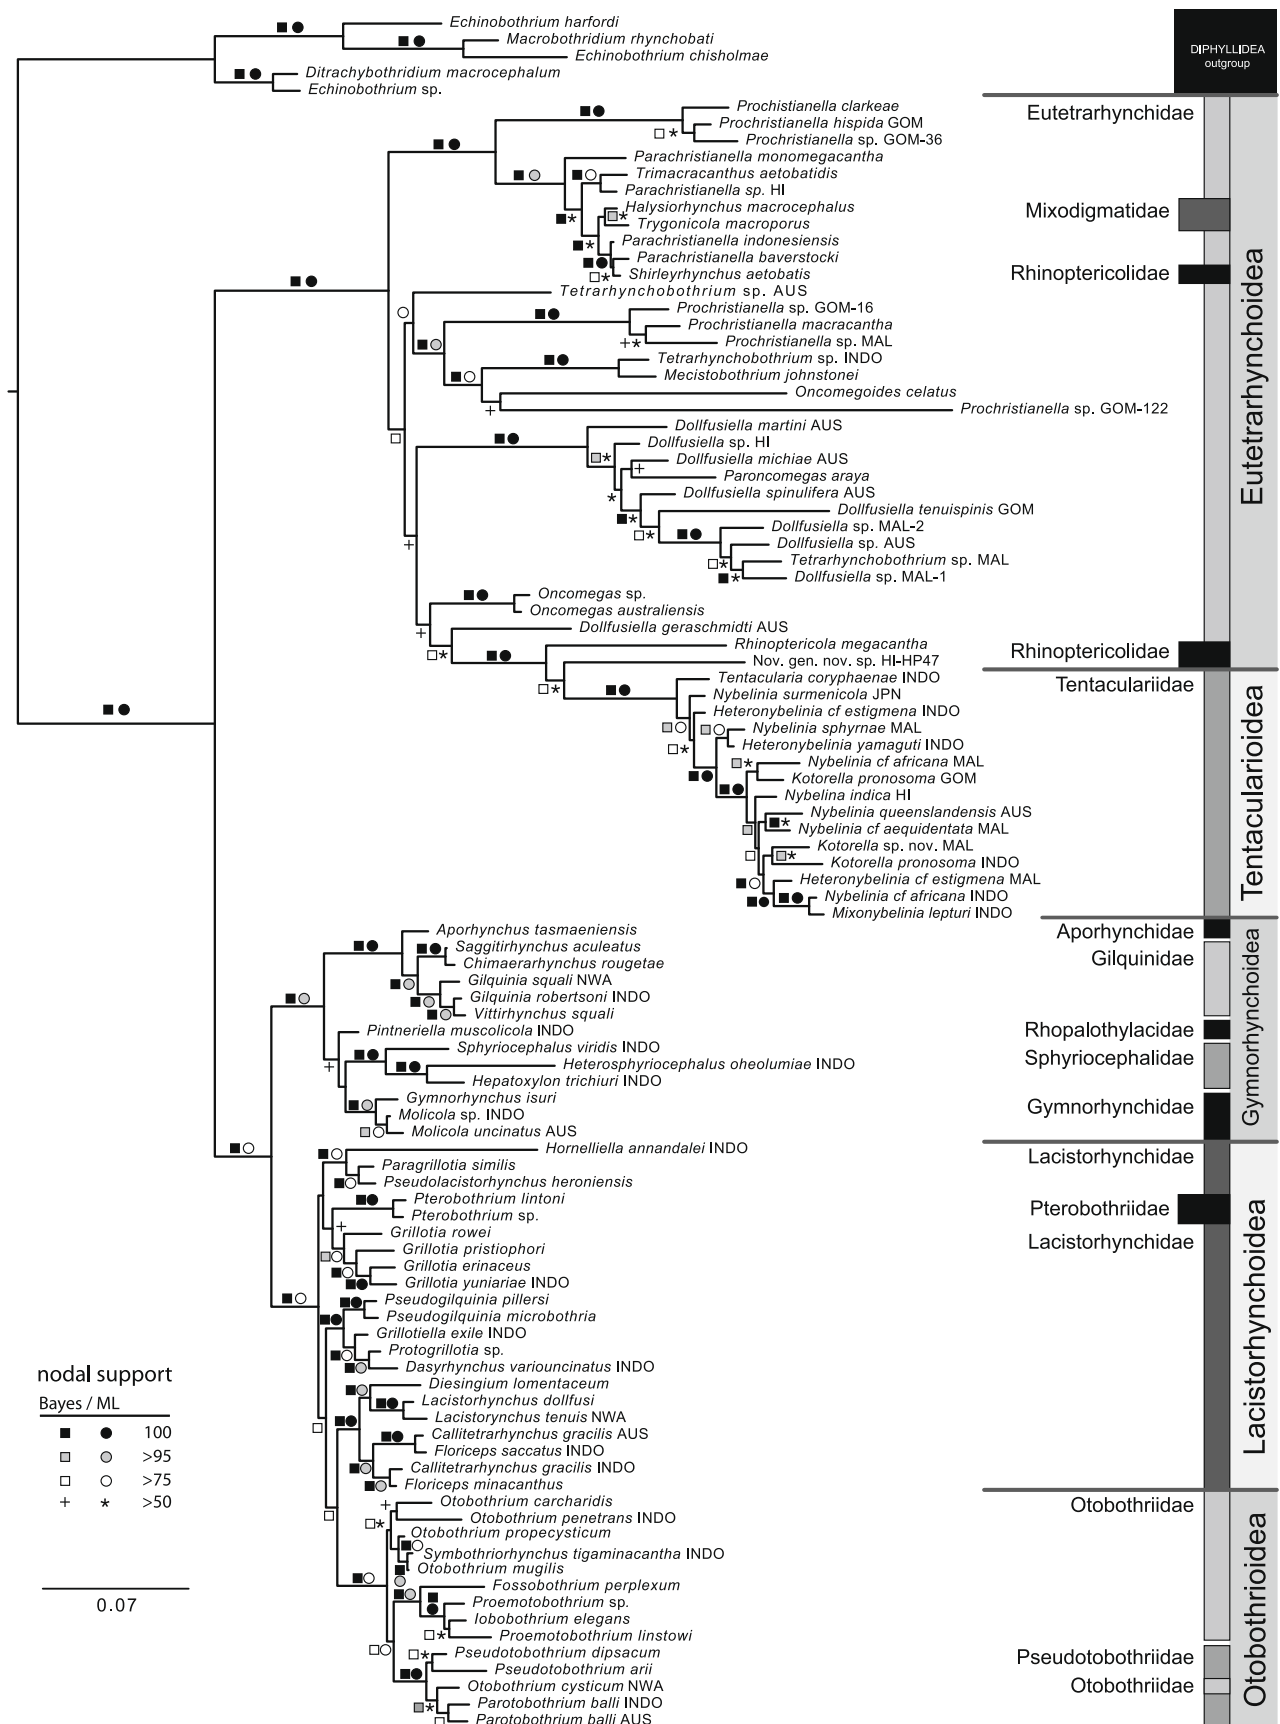 Echinobothrium harfordi
Macrobothridium rhynchobati
Echinobothrium chisholmae
Ditrachybothridium macrocephalum
Echinobothrium sp.
DIPHYLLIDEA
outgroup
Prochistianella clarkeae
Prochristianella hispida GOM
Prochristianella sp. GOM-36
Parachristianella monomegacantha
Trimacracanthus aetobatidis
Parachristianella sp. HI
Halysiorhynchus macrocephalus
Trygonicola macroporus
Parachristianella indonesiensis
Parachristianella baverstocki
Shirleyrhynchus aetobatis
Tetrarhynchobothrium sp. AUS
Prochristianella sp. GOM-16
Prochristianella macracantha
Prochristianella sp. MAL
Tetrarhynchobothrium sp. INDO
Mecistobothrium johnstonei
Oncomegoides celatus
Prochristianella sp. GOM-122
Dollfusiella martini AUS
Dollfusiella sp. HI
Dollfusiella michiae AUS
Paroncomegas araya
Dollfusiella spinulifera AUS
Dollfusiella tenuispinis GOM
Dollfusiella sp. MAL-2
Dollfusiella sp. AUS
Tetrarhynchobothrium sp. MAL
Dollfusiella sp. MAL-1
Oncomegas sp.
Oncomegas australiensis
Dollfusiella geraschmidti AUS
Rhinoptericola megacantha
Nov. gen. nov. sp. HI-HP47
Tentacularia coryphaenae INDO
Nybelinia surmenicola JPN
Heteronybelinia cf estigmena INDO
Nybelinia sphyrnae MAL
Heteronybelinia yamaguti INDO
Nybelinia cf africana MAL
Kotorella pronosoma GOM
Nybelina indica HI
Nybelinia queenslandensis AUS
Nybelinia cf aequidentata MAL
Kotorella sp. nov. MAL
Kotorella pronosoma INDO
Heteronybelinia cf estigmena MAL
Nybelinia cf africana INDO
Mixonybelinia lepturi INDO
Aporhynchus tasmaeniensis
Saggitirhynchus aculeatus
Chimaerarhynchus rougetae
Gilquinia squali NWA
Gilquinia robertsoni INDO
Vittirhynchus squali
Pintneriella muscolicola INDO
Sphyriocephalus viridis INDO
Heterosphyriocephalus oheolumiae INDO
Hepatoxylon trichiuri INDO
Gymnorhynchus isuri
Molicola sp. INDO
Molicola uncinatus AUS
Hornelliella annandalei INDO
Paragrillotia similis
Pseudolacistorhynchus heroniensis
Pterobothrium lintoni
Pterobothrium sp.
Grillotia rowei
Grillotia pristiophori
Grillotia erinaceus
Grillotia yuniariae INDO
Pseudogilquinia pillersi
Pseudogilquinia microbothria
Grillotiella exile INDO
Protogrillotia sp.
Dasyrhynchus variouncinatus INDO
Diesingium lomentaceum
Lacistorhynchus dollfusi
Lacistorynchus tenuis NWA
Callitetrarhynchus gracilis AUS
Floriceps saccatus INDO
Callitetrarhynchus gracilis INDO
Floriceps minacanthus
Otobothrium carcharidis
Otobothrium penetrans INDO
Otobothrium propecysticum
Symbothriorhynchus tigaminacantha INDO
Otobothrium mugilis
Fossobothrium perplexum
Proemotobothrium sp.
Iobobothrium elegans
Proemotobothrium linstowi
Pseudotobothrium dipsacum
Pseudotobothrium arii
Otobothrium cysticum NWA
Parotobothrium balli INDO
Parotobothrium balli AUS
Eutetrarhynchidae
Mixodigmatidae
Rhinoptericolidae
Rhinoptericolidae
Tentaculariidae
Aporhynchidae
Gilquinidae
Rhopalothylacidae
Sphyriocephalidae
Gymnorhynchidae
Lacistorhynchidae
Pterobothriidae
Lacistorhynchidae
Otobothriidae
Pseudotobothriidae
Otobothriidae
Eutetrarhynchoidea
Tentacularioidea
Gymnorhynchoidea
Lacistorhynchoidea
Otobothrioidea
nodal support
Bayes / ML
100
>95
>75
+ * >50
0.07